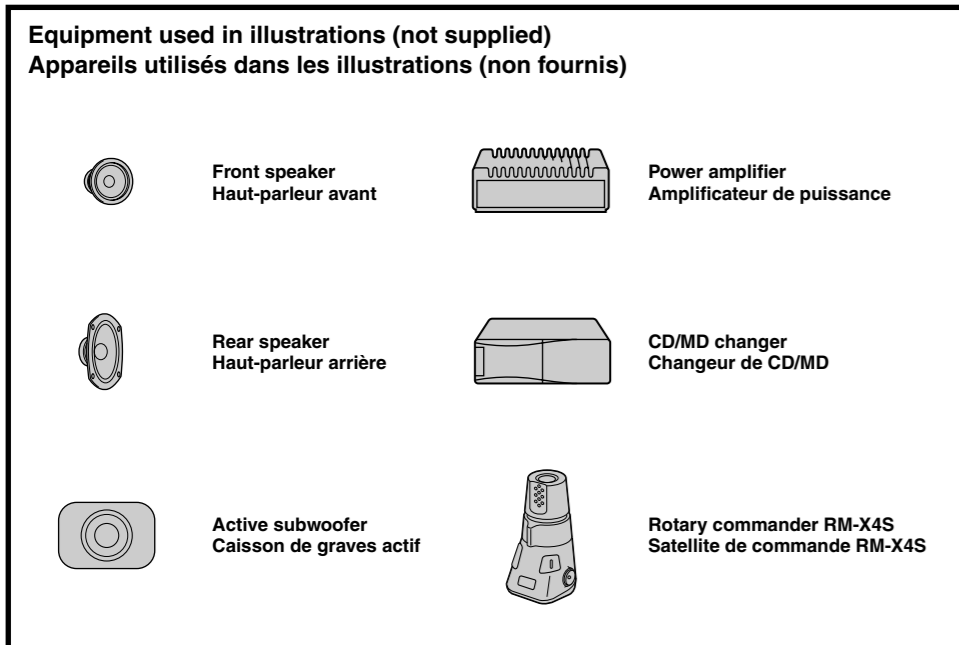 Equipment used in illustrations (not supplied)
Appareils utilisés dans les illustrations (non fournis)
Front speaker
Haut-parleur avant
Power amplifier
Amplificateur de puissance
Rear speaker
Haut-parleur arrière
CD/MD changer
Changeur de CD/MD
Active subwoofer
Caisson de graves actif
Rotary commander RM-X4S
Satellite de commande RM-X4S